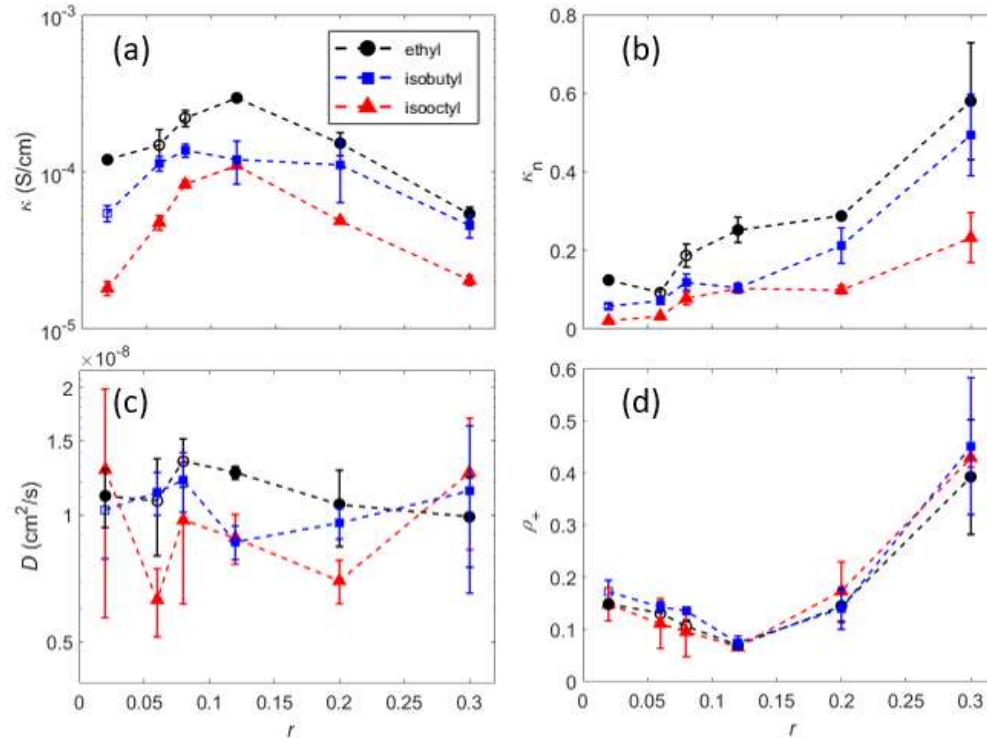 (a)
ethyl
isobutyl
isooctyl
κ (S/cm)
10⁻³
10⁻⁴
10⁻⁵
(b)
κₙ
0.8
0.6
0.4
0.2
0
(c)
×10⁻⁸
D (cm²/s)
2
1.5
1
0.5
0 0.05 0.1 0.15 0.2 0.25 0.3
r
(d)
ρ₊
0.6
0.5
0.4
0.3
0.2
0.1
0
0 0.05 0.1 0.15 0.2 0.25 0.3
r